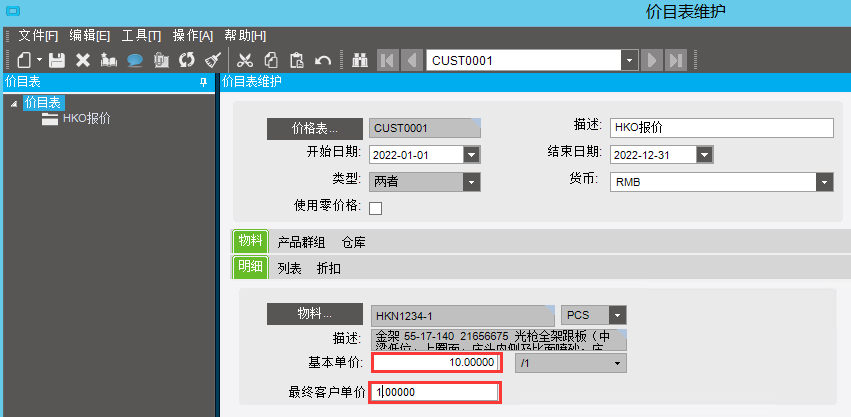 价目表维护
文件[F] 编辑[E] 工具[T] 操作[A] 帮助[H]
CUST0001
价目表
价目表维护
价目表
HKO报价
价格表... CUST0001 描述: HKO报价
开始日期: 2022-01-01 结束日期: 2022-12-31
类型: 两者 货币: RMB
使用零价格:
物料 产品群组 仓库
明细 列表 折扣
物料... HKN1234-1 PCS
描述: 金架 55-17-140 21656675 光枪全架跟板（中
基本单价: 10.00000 /1
最终客户单价 1.00000